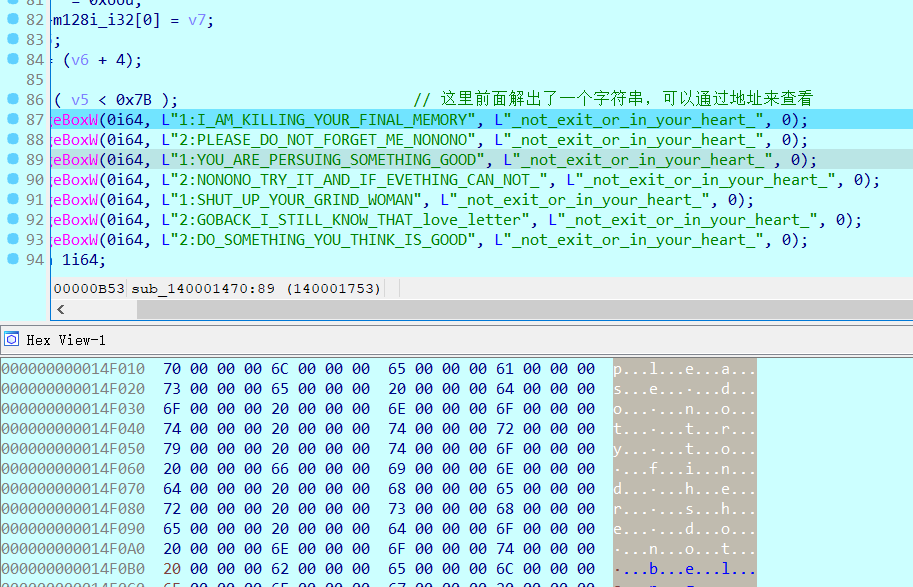 81 = 0x00u;
82 m128i_i32[0] = v7;
83 ;
84 (v6 + 4);
85
86 ( v5 < 0x7B ); // 这里前面解出了一个字符串，可以通过地址来查看
87 eBoxW(0i64, L"1:I_AM_KILLING_YOUR_FINAL_MEMORY", L"_not_exit_or_in_your_heart_", 0);
88 eBoxW(0i64, L"2:PLEASE_DO_NOT_FORGET_ME_NONONO", L"_not_exit_or_in_your_heart_", 0);
89 eBoxW(0i64, L"1:YOU_ARE_PERSUING_SOMETHING_GOOD", L"_not_exit_or_in_your_heart_", 0);
90 eBoxW(0i64, L"2:NONONO_TRY_IT_AND_IF_EVETHING_CAN_NOT_", L"_not_exit_or_in_your_heart_", 0);
91 eBoxW(0i64, L"1:SHUT_UP_YOUR_GRIND_WOMAN", L"_not_exit_or_in_your_heart_", 0);
92 eBoxW(0i64, L"2:GOBACK_I_STILL_KNOW_THAT_love_letter", L"_not_exit_or_in_your_heart_", 0);
93 eBoxW(0i64, L"2:DO_SOMETHING_YOU_THINK_IS_GOOD", L"_not_exit_or_in_your_heart_", 0);
94 1i64;
00000B53 sub_140001470:89 (140001753)
Hex View-1
000000000014F010 70 00 00 00 6C 00 00 00 65 00 00 00 61 00 00 00 p...l...e...a...
000000000014F020 73 00 00 00 65 00 00 00 20 00 00 00 64 00 00 00 s...e...·...d...
000000000014F030 6F 00 00 00 20 00 00 00 6E 00 00 00 6F 00 00 00 o...·...n...o...
000000000014F040 74 00 00 00 20 00 00 00 74 00 00 00 72 00 00 00 t...·...t...r...
000000000014F050 79 00 00 00 20 00 00 00 74 00 00 00 6F 00 00 00 y...·...t...o...
000000000014F060 20 00 00 00 66 00 00 00 69 00 00 00 6E 00 00 00 ·...f...i...n...
000000000014F070 64 00 00 00 20 00 00 00 68 00 00 00 65 00 00 00 d...·...h...e...
000000000014F080 72 00 00 00 20 00 00 00 73 00 00 00 68 00 00 00 r...·...s...h...
000000000014F090 65 00 00 00 20 00 00 00 64 00 00 00 6F 00 00 00 e...·...d...o...
000000000014F0A0 20 00 00 00 6E 00 00 00 6F 00 00 00 74 00 00 00 ·...n...o...t...
000000000014F0B0 20 00 00 00 62 00 00 00 65 00 00 00 6C 00 00 00 ·...b...e...l...